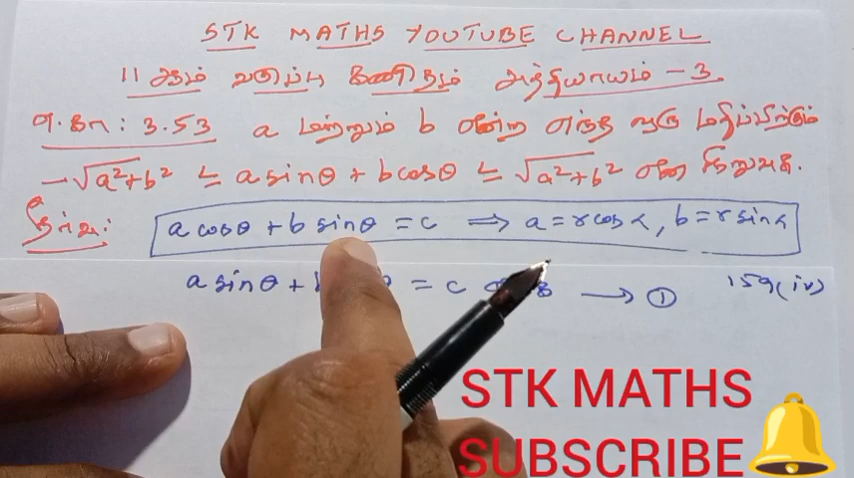 STK MATHS YOUTUBE CHANNEL
11 ஆம் வகுப்பு கணிதம் அத்தியாயம் - 3
எ.கா : 3.53 a மற்றும் b என்ற எந்த ஒரு மதிப்பிற்கும்
-√a²+b² ≤ a sinθ + b cosθ ≤ √a²+b² என நிறுவுக.
தீர்வு: a cosθ + b sinθ = c ⟹ a = r cos α, b = r sin α
a sinθ + b = c → ① 159(iv)
STK MATHS
SUBSCRIBE